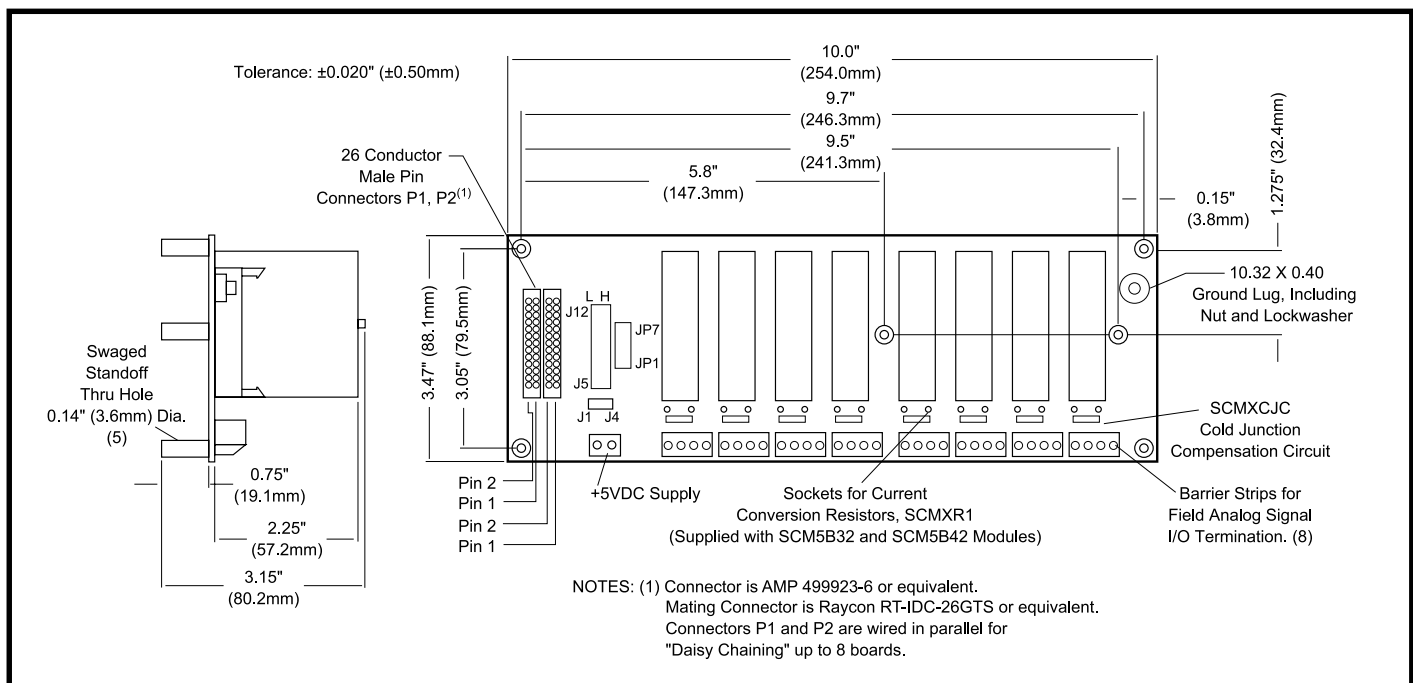 Tolerance: ±0.020" (±0.50mm)
10.0"
(254.0mm)
9.7"
(246.3mm)
9.5"
(241.3mm)
5.8"
(147.3mm)
1.275" (32.4mm)
0.15"
(3.8mm)
26 Conductor
Male Pin
Connectors P1, P2(1)
10.32 X 0.40
Ground Lug, Including
Nut and Lockwasher
3.47" (88.1mm)
3.05" (79.5mm)
L H
J12
JP7
JP1
J5
J1 J4
Swaged
Standoff
Thru Hole
0.14" (3.6mm) Dia.
(5)
SCMXCJC
Cold Junction
Compensation Circuit
0.75"
(19.1mm)
2.25"
(57.2mm)
3.15"
(80.2mm)
Pin 2
Pin 1
Pin 2
Pin 1
+5VDC Supply
Sockets for Current
Conversion Resistors, SCMXR1
(Supplied with SCM5B32 and SCM5B42 Modules)
Barrier Strips for
Field Analog Signal
I/O Termination. (8)
NOTES: (1) Connector is AMP 499923-6 or equivalent.
Mating Connector is Raycon RT-IDC-26GTS or equivalent.
Connectors P1 and P2 are wired in parallel for
"Daisy Chaining" up to 8 boards.